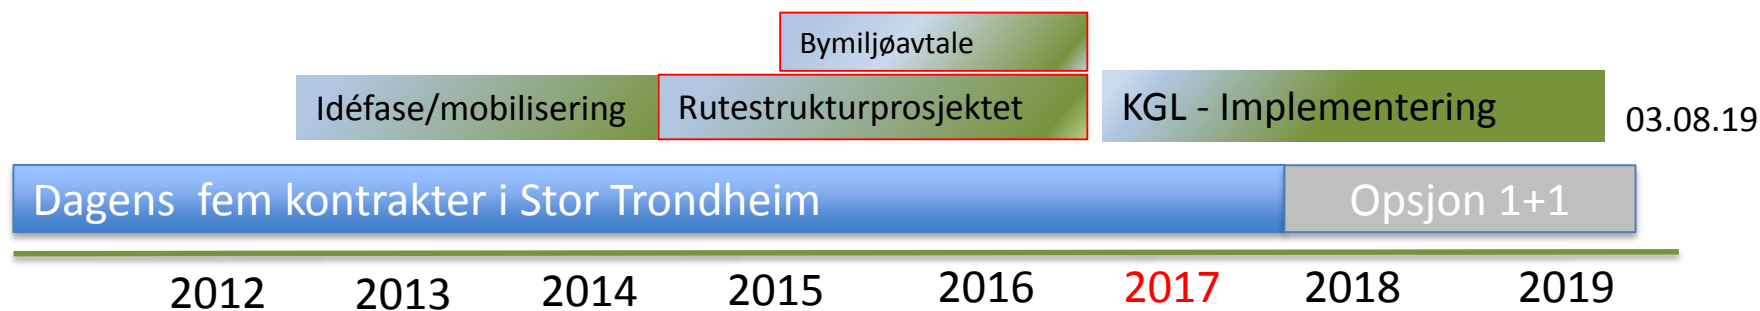 Bymiljøavtale
Idéfase/mobilisering
Rutestrukturprosjektet
KGL - Implementering
03.08.19
Dagens fem kontrakter i Stor Trondheim
Opsjon 1+1
2012
2013
2014
2015
2016
2017
2018
2019